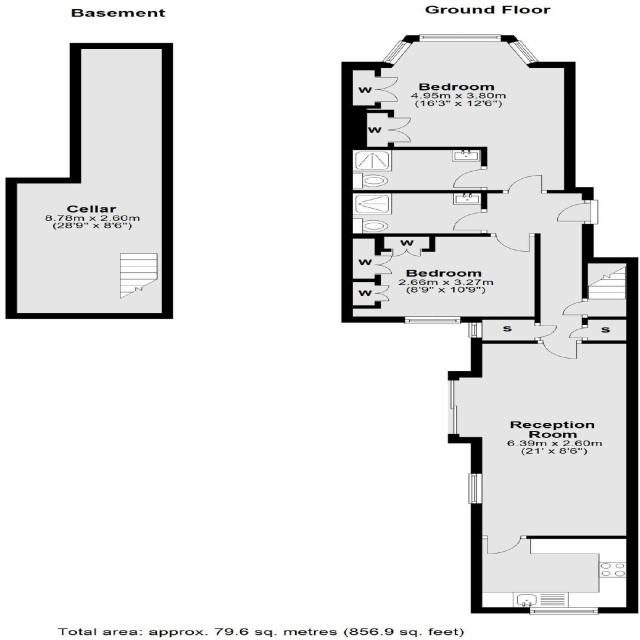 Basement
Ground Floor
Bedroom
4.95m x 3.80m
(16'3" x 12'6")
W
W
Cellar
8.78m x 2.60m
(28'9" x 8'6")
W
W
Bedroom
2.66m x 3.27m
(8'9" x 10'9")
W
S
S
Reception
Room
6.39m x 2.60m
(21' x 8'6")
Total area: approx. 79.6 sq. metres (856.9 sq. feet)